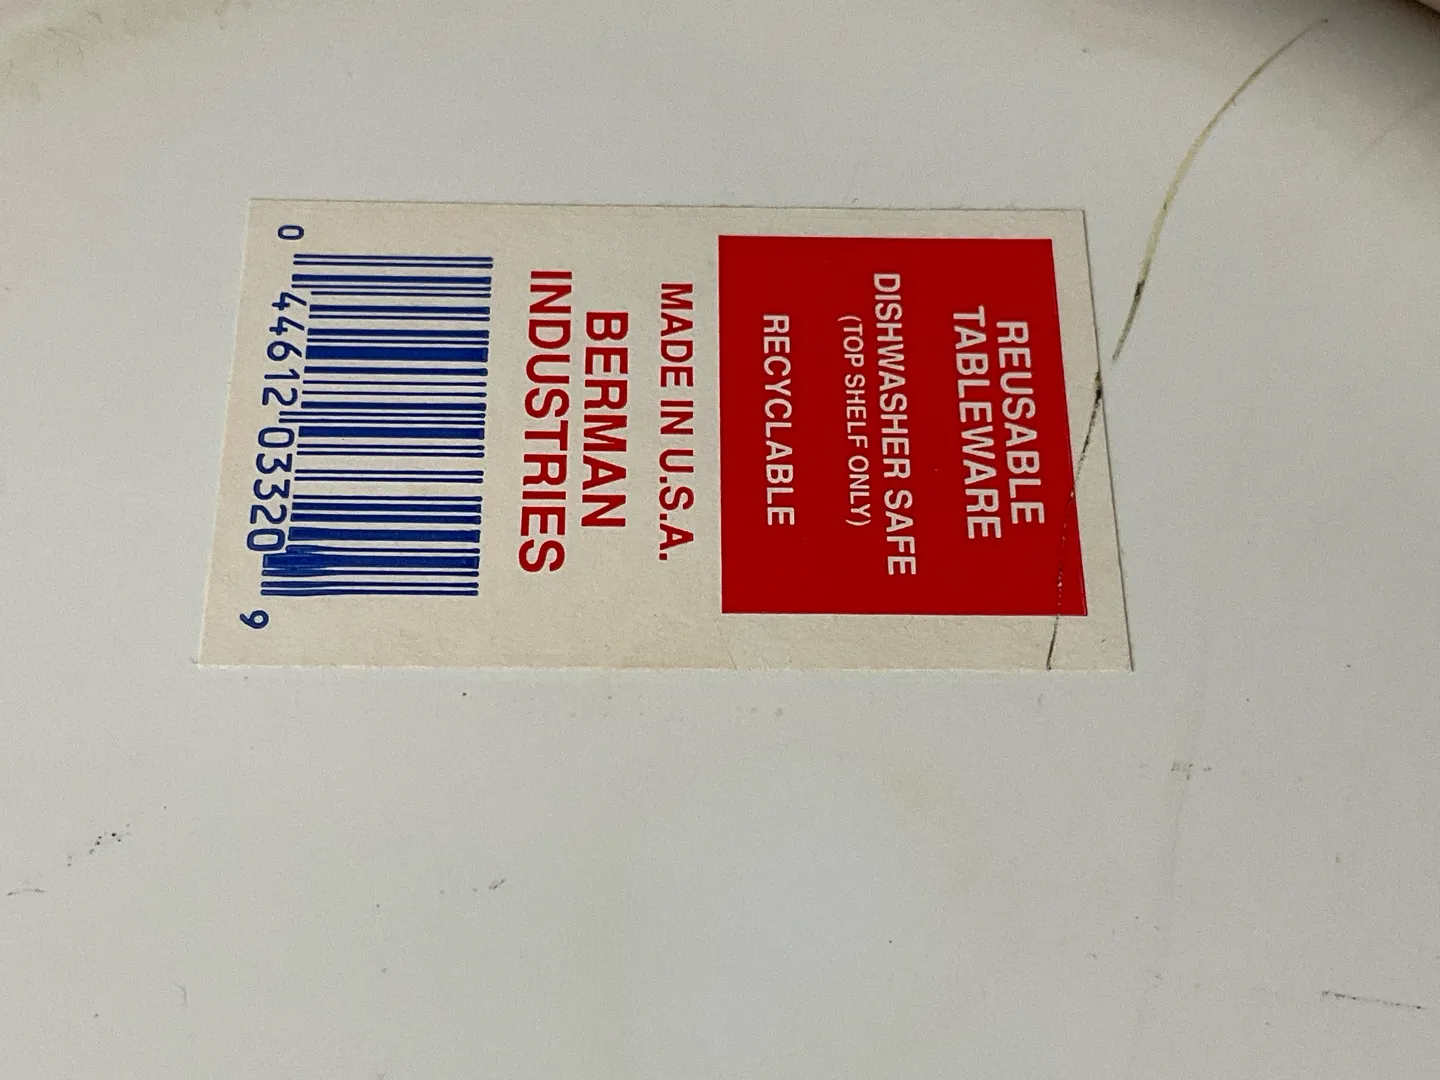 REUSABLE
TABLEWARE
DISHWASHER SAFE
(TOP SHELF ONLY)
RECYCLABLE
MADE IN U.S.A.
BERMAN
INDUSTRIES
0 44612 03320 9